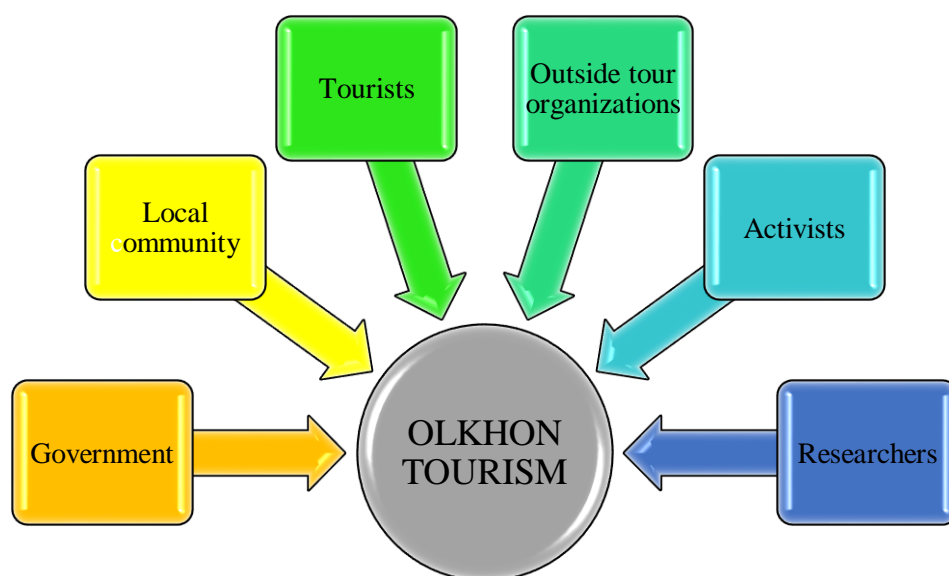 Tourists
Outside tour
organizations
Local
community
Activists
Government
OLKHON
TOURISM
Researchers